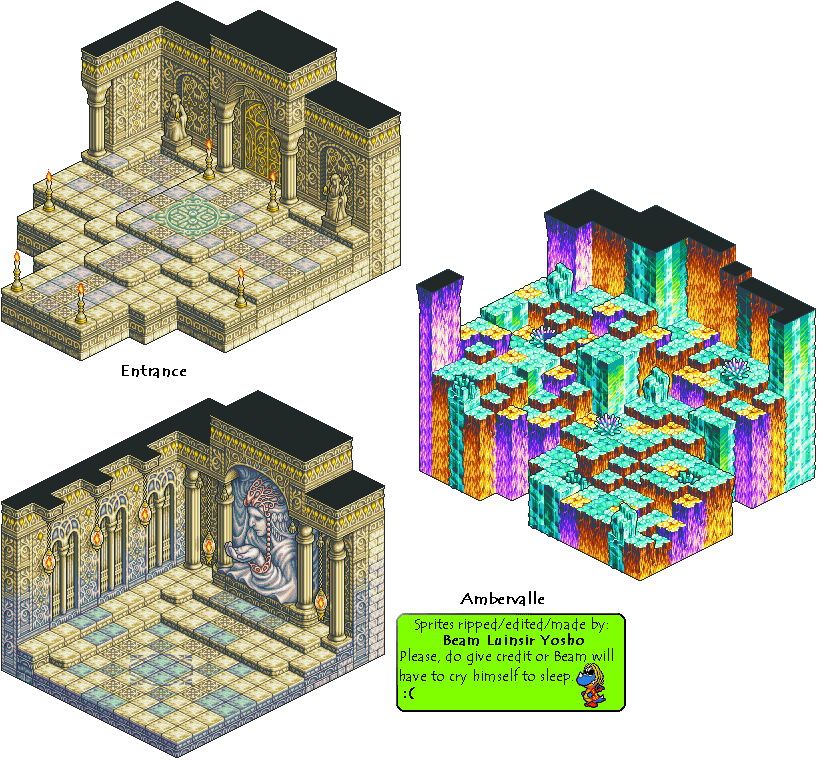 Entrance
Ambervalle
Sprites ripped/edited/made by:
Beam Luinsir Yosho
Please, do give credit or Beam will
have to cry himself to sleep.
:(